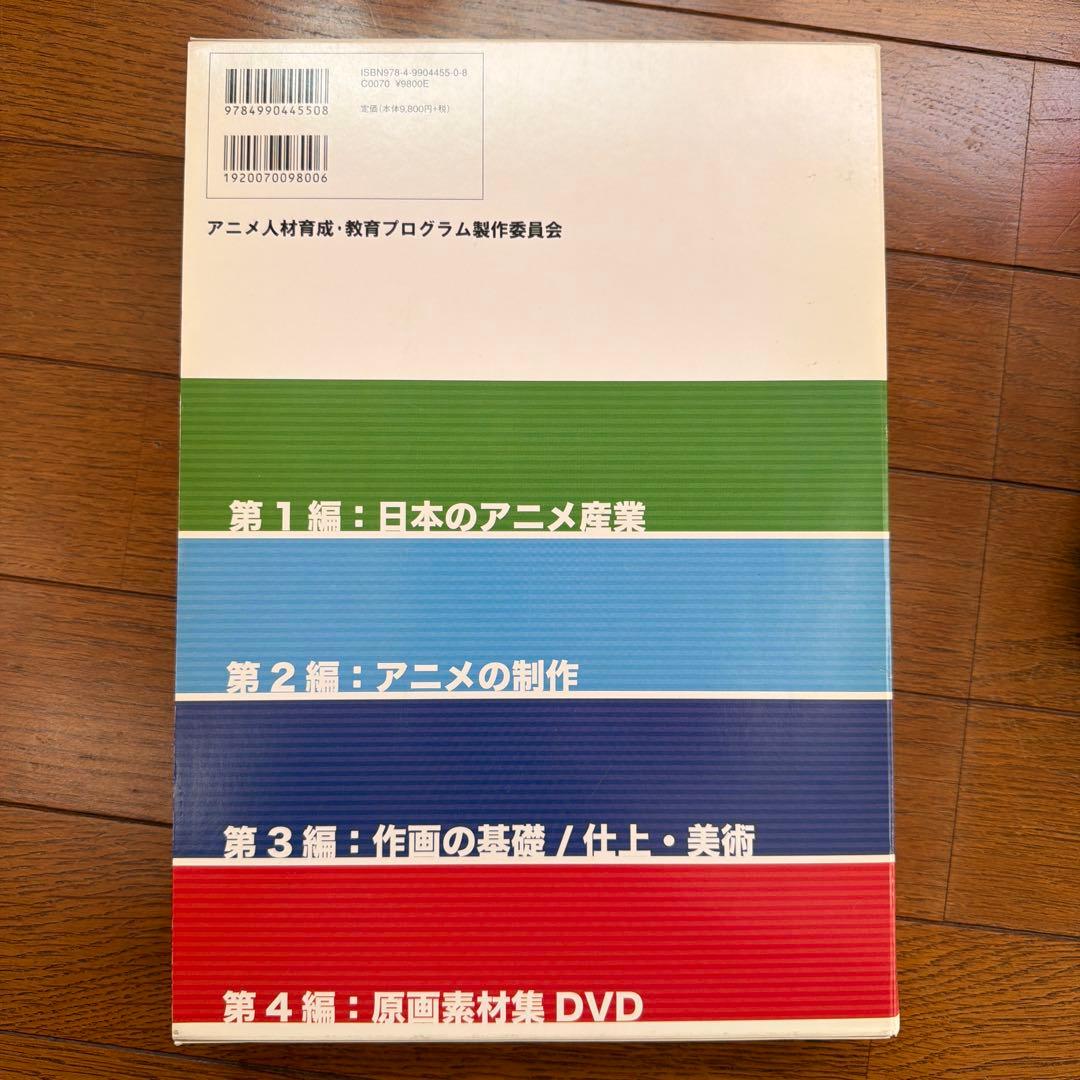 ISBN978-4-9904455-0-8
C0070 ¥9800E
定価(本体9,800円+税)
9784990445508
1920070098006
アニメ人材育成・教育プログラム製作委員会
第1編：日本のアニメ産業
第2編：アニメの制作
第3編：作画の基礎/仕上・美術
第4編：原画素材集DVD